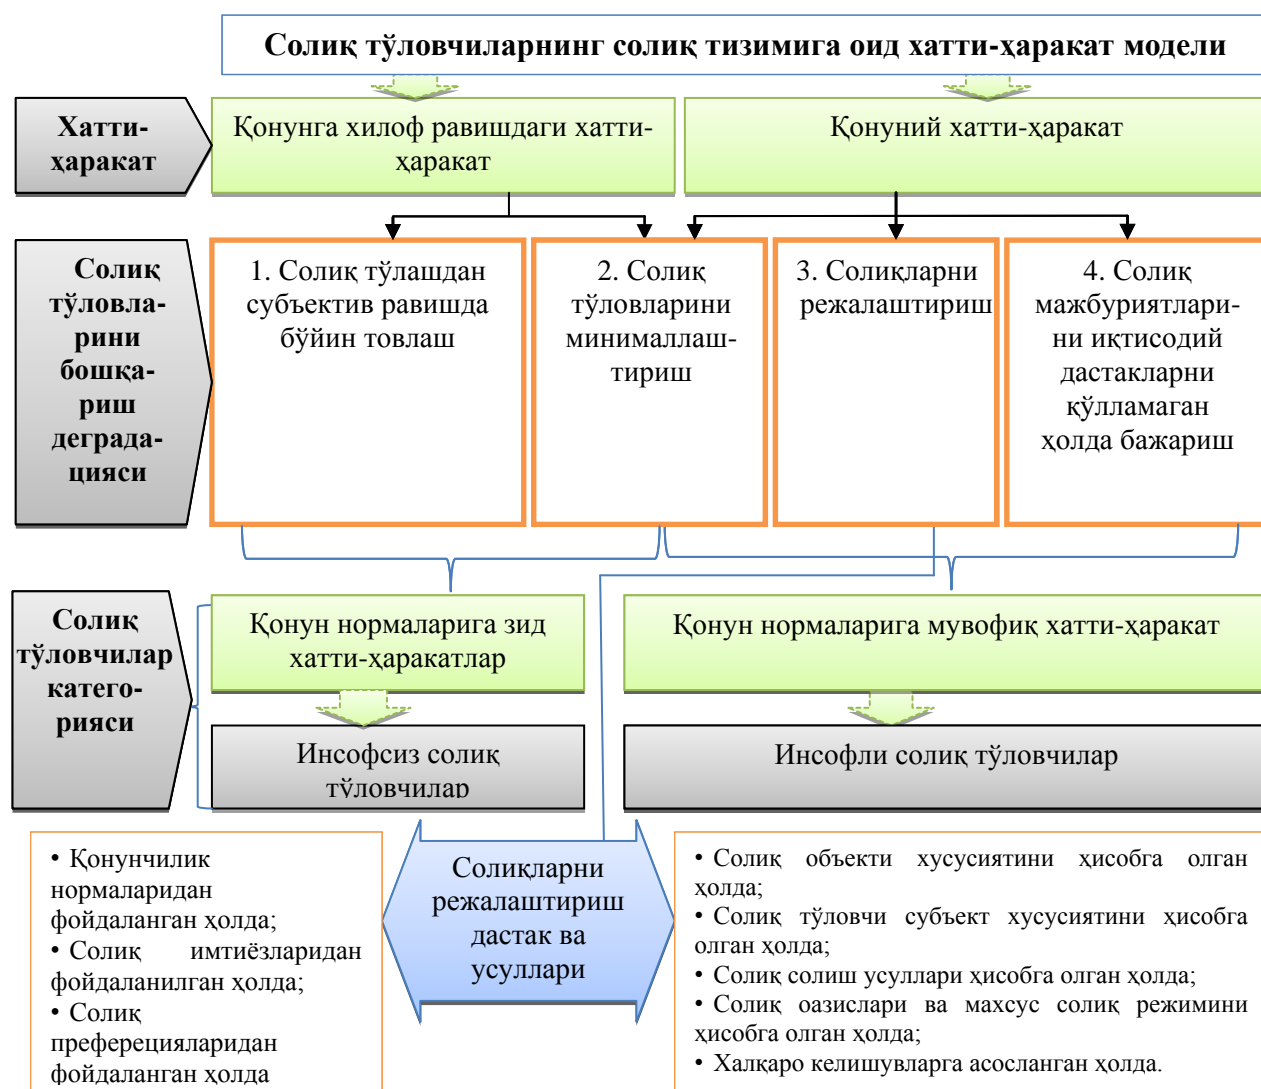 Солиқ тўловчиларнинг солиқ тизимига оид хатти-ҳаракат модели
Хатти-
ҳаракат
Қонунга хилоф равишдаги хатти-
ҳаракат
Қонуний хатти-ҳаракат
Солиқ
тўловла-
рини
бошқа-
риш
деграда-
цияси
1. Солиқ тўлашдан
субъектив равишда
бўйин товлаш
2. Солиқ
тўловларини
минималлаш-
тириш
3. Солиқларни
режалаштириш
4. Солиқ
мажбуриятлари-
ни иқтисодий
дастакларни
қўлламаган
ҳолда бажариш
Солиқ
тўловчилар
катего-
рияси
Қонун нормаларига зид
хатти-ҳаракатлар
Қонун нормаларига мувофиқ хатти-ҳаракат
Инсофсиз солиқ
тўловчилар
Инсофли солиқ тўловчилар
• Қонунчилик
нормаларидан
фойдаланган ҳолда;
• Солиқ имтиёзларидан
фойдаланилган ҳолда;
• Солиқ
преферецияларидан
фойдаланган ҳолда
Солиқларни
режалаштириш
дастак ва
усуллари
• Солиқ объекти хусусиятини ҳисобга олган
ҳолда;
• Солиқ тўловчи субъект хусусиятини ҳисобга
олган ҳолда;
• Солиқ солиш усуллари ҳисобга олган ҳолда;
• Солиқ оазислари ва махсус солиқ режимини
ҳисобга олган ҳолда;
• Халқаро келишувларга асосланган ҳолда.